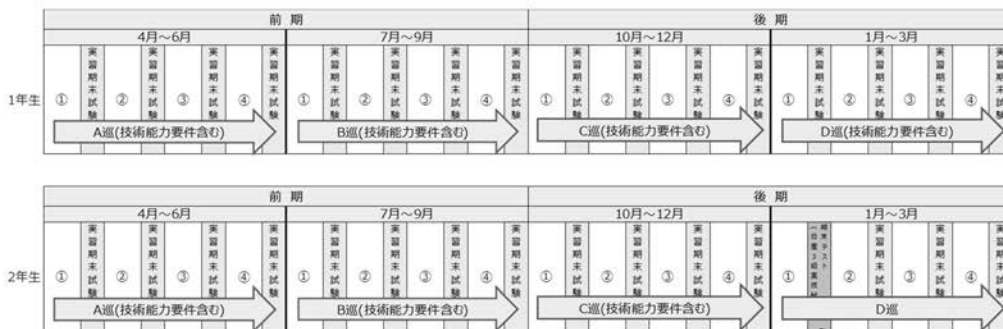 前 期 後 期
4月～6月 7月～9月 10月～12月 1月～3月
1年生
① 実習期末試験 ② 実習期末試験 ③ 実習期末試験 ④ 実習期末試験 ① 実習期末試験 ② 実習期末試験 ③ 実習期末試験 ④ 実習期末試験 ① 実習期末試験 ② 実習期末試験 ③ 実習期末試験 ④ 実習期末試験 ① 実習期末試験 ② 実習期末試験 ③ 実習期末試験 ④ 実習期末試験
A巡(技術能力要件含む) B巡(技術能力要件含む) C巡(技術能力要件含む) D巡(技術能力要件含む)
前 期 後 期
4月～6月 7月～9月 10月～12月 1月～3月
2年生
① 実習期末試験 ② 実習期末試験 ③ 実習期末試験 ④ 実習期末試験 ① 実習期末試験 ② 実習期末試験 ③ 実習期末試験 ④ 実習期末試験 ① 実習期末試験 ② 実習期末試験 ③ 実習期末試験 ④ 実習期末試験 ① 期末テスト ② 実習期末試験 ③ 実習期末試験 ④ 実習期末試験
A巡(技術能力要件含む) B巡(技術能力要件含む) C巡(技術能力要件含む) D巡